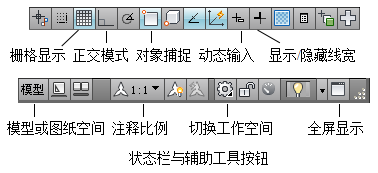 栅格显示 正交模式 对象捕捉 动态输入 显示/隐藏线宽
模型 1:1
模型或图纸空间 注释比例 切换工作空间 全屏显示
状态栏与辅助工具按钮